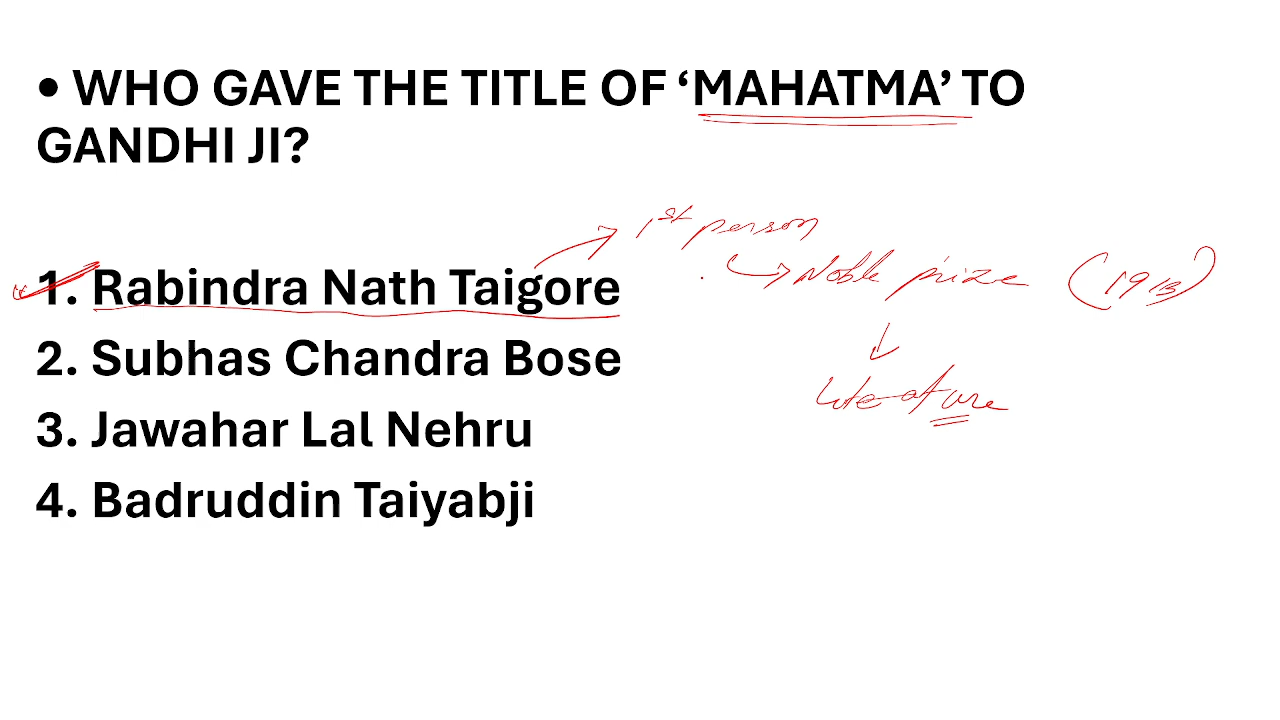 • WHO GAVE THE TITLE OF ‘MAHATMA’ TO
GANDHI JI?
1st person
1. Rabindra Nath Taigore
Noble prize (1913)
2. Subhas Chandra Bose
Literature
3. Jawahar Lal Nehru
4. Badruddin Taiyabji